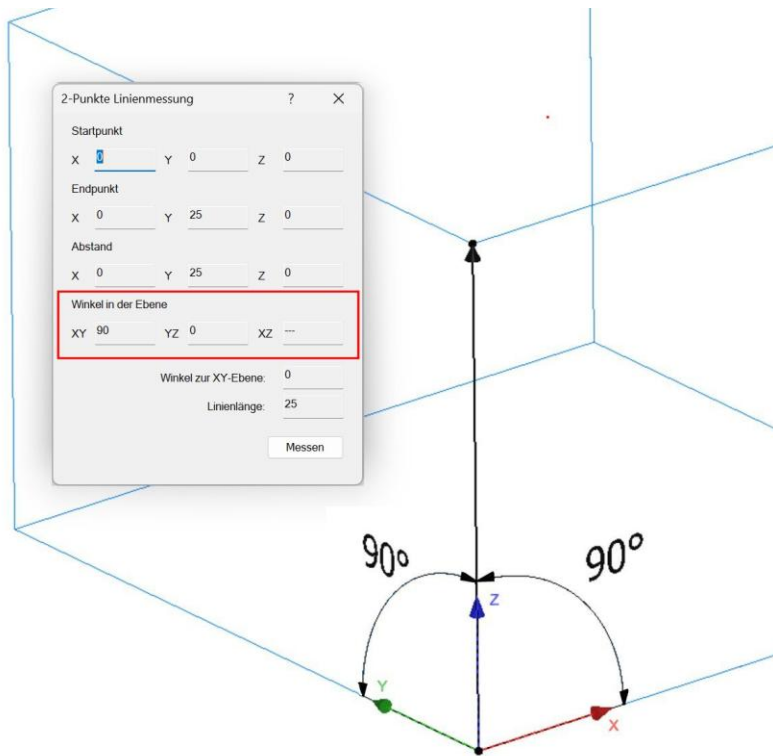 2-Punkte Linienmessung ? X
Startpunkt
X 0 Y 0 Z 0
Endpunkt
X 0 Y 25 Z 0
Abstand
X 0 Y 25 Z 0
Winkel in der Ebene
XY 90 YZ 0 XZ ---
Winkel zur XY-Ebene: 0
Linienlänge: 25
Messen
90° 90°
Z
Y
X